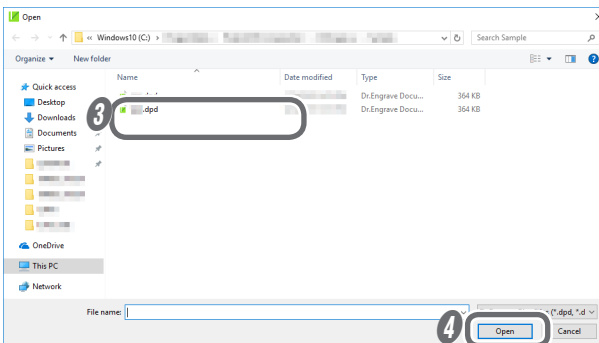 Open
« Windows10 (C:) ›
Search Sample
Organize
New folder
?
Name
Date modified
Type
Size
Quick access
Desktop
Downloads
Documents
Pictures
OneDrive
This PC
Network
Dr.Engrave Docu...
364 KB
3
.dpd
Dr.Engrave Docu...
364 KB
File name:
(*.dpd, *.d
4
Open
Cancel